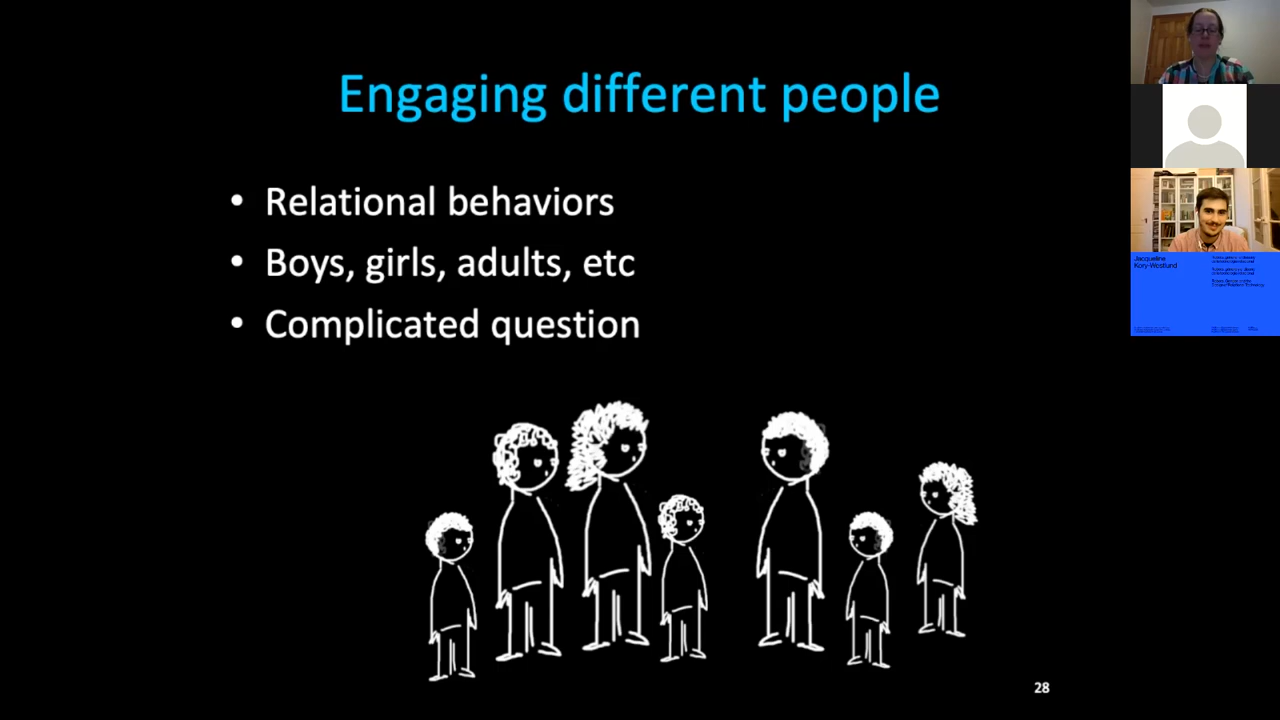 Engaging different people
• Relational behaviors
• Boys, girls, adults, etc
• Complicated question
28
Jacqueline
Kory-Westlund